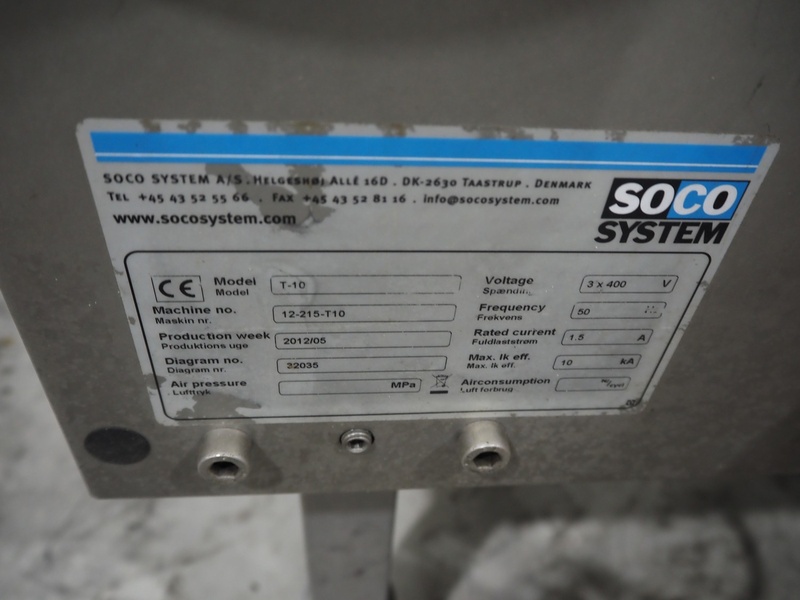 SOCO SYSTEM A/S . HELGESHØJ ALLÉ 16D . DK-2630 TAASTRUP . DENMARK
TEL +45 43 52 55 66 . FAX +45 43 52 81 16 . info@socosystem.com
www.socosystem.com
SOCO
SYSTEM
CE
Model T-10
Model
Machine no. 12-215-T10
Maskin nr.
Production week 2012/05
Produktions uge
Diagram no. 22035
Diagram nr.
Air pressure MPa
Lufttryk
Voltage 3 x 400 V
Spænding
Frequency 50
Frekvens
Rated current 1.5 A
Fuldlaststrøm
Max. Ik eff. 10 kA
Max. Ik eff.
Airconsumption
Luft forbrug